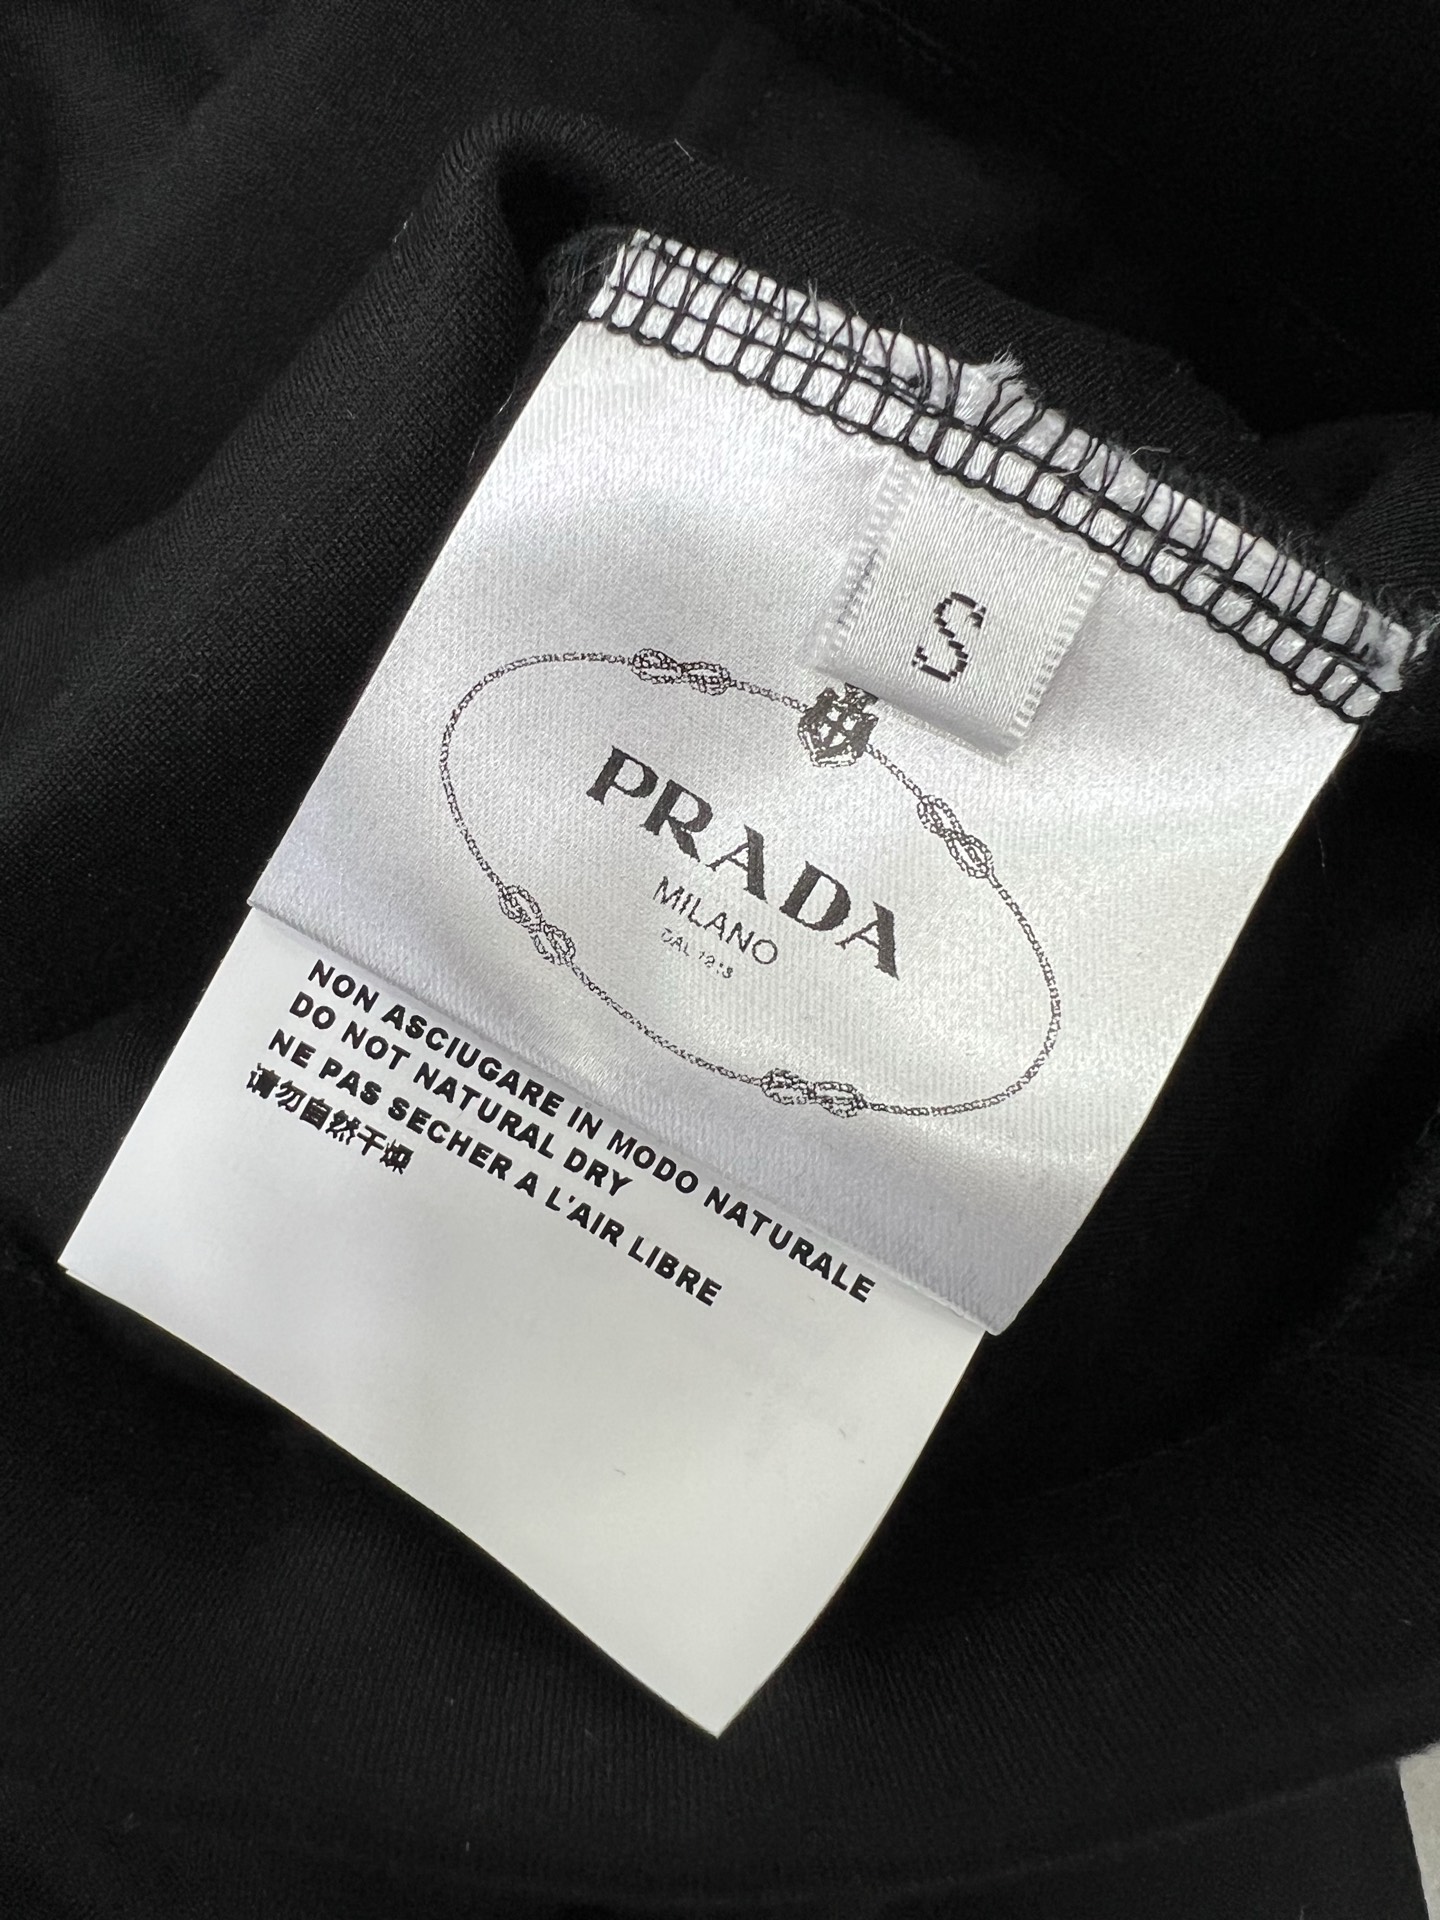 S
PRADA
MILANO
DAL 1913
NON ASCIUGARE IN MODO NATURALE
DO NOT NATURAL DRY
NE PAS SECHER A L'AIR LIBRE
请勿自然干燥